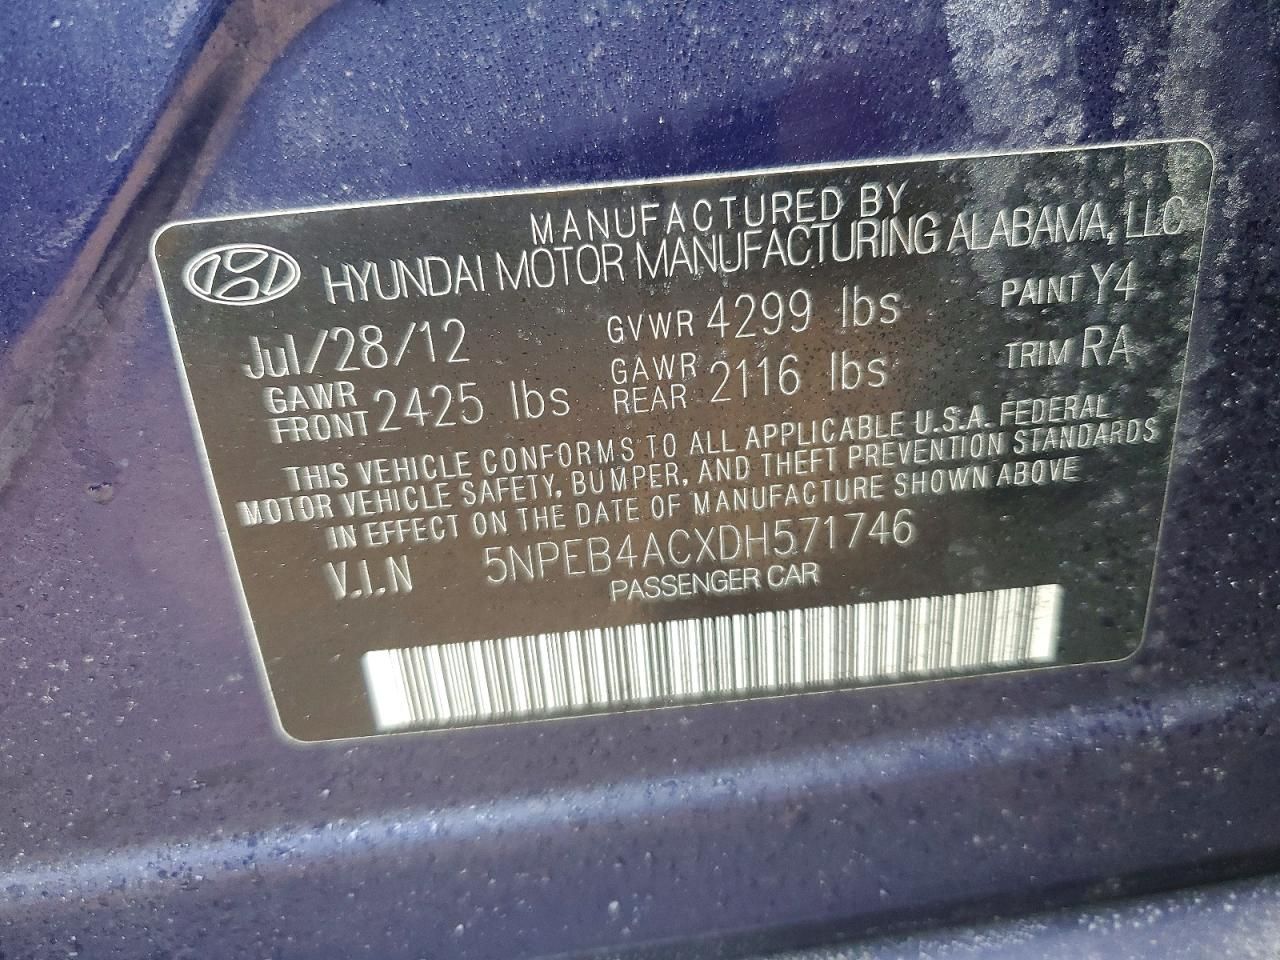 MANUFACTURED BY
HYUNDAI MOTOR MANUFACTURING ALABAMA, LLC
Jul/28/12 GVWR 4299 lbs PAINT Y4
GAWR FRONT 2425 lbs GAWR REAR 2116 lbs TRIM RA
THIS VEHICLE CONFORMS TO ALL APPLICABLE U.S.A. FEDERAL
MOTOR VEHICLE SAFETY, BUMPER, AND THEFT PREVENTION STANDARDS
IN EFFECT ON THE DATE OF MANUFACTURE SHOWN ABOVE
V.I.N 5NPEB4ACXDH571746
PASSENGER CAR